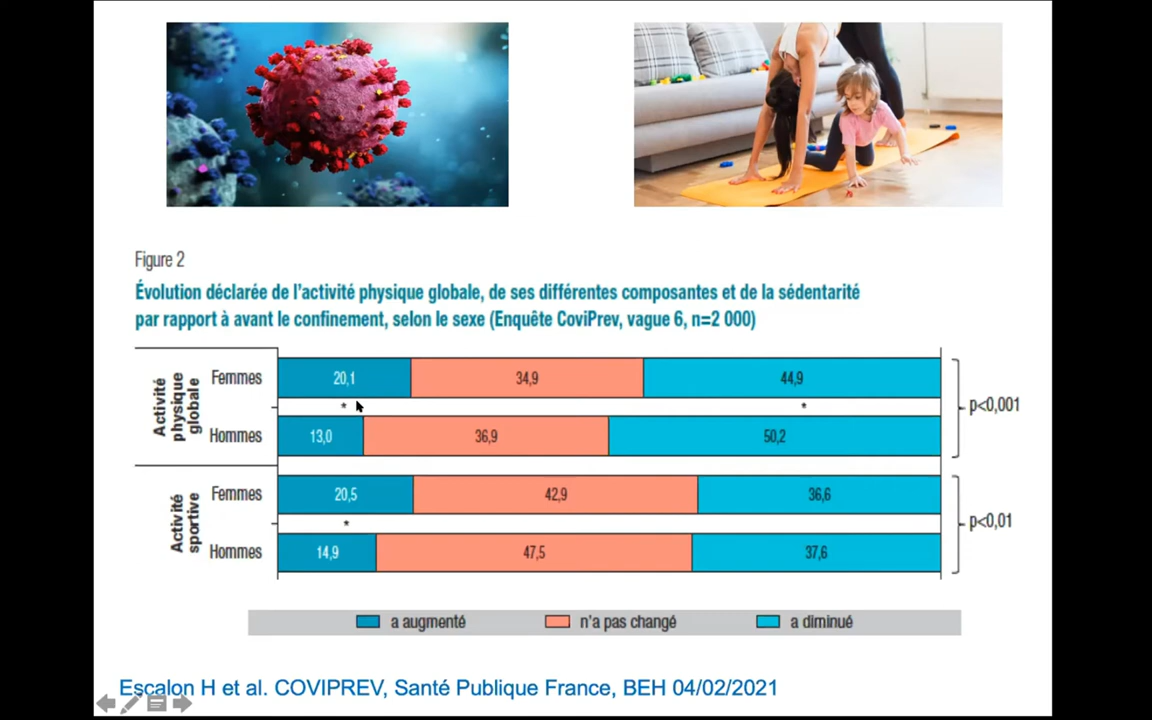 Figure 2
Évolution déclarée de l'activité physique globale, de ses différentes composantes et de la sédentarité
par rapport à avant le confinement, selon le sexe (Enquête CoviPrev, vague 6, n=2 000)
Activité
physique
globale
Femmes
20,1
34,9
44,9
*
*
p<0,001
Hommes
13,0
36,9
50,2
Activité
sportive
Femmes
20,5
42,9
36,6
*
p<0,01
Hommes
14,9
47,5
37,6
a augmenté
n'a pas changé
a diminué
Escalon H et al. COVIPREV, Santé Publique France, BEH 04/02/2021